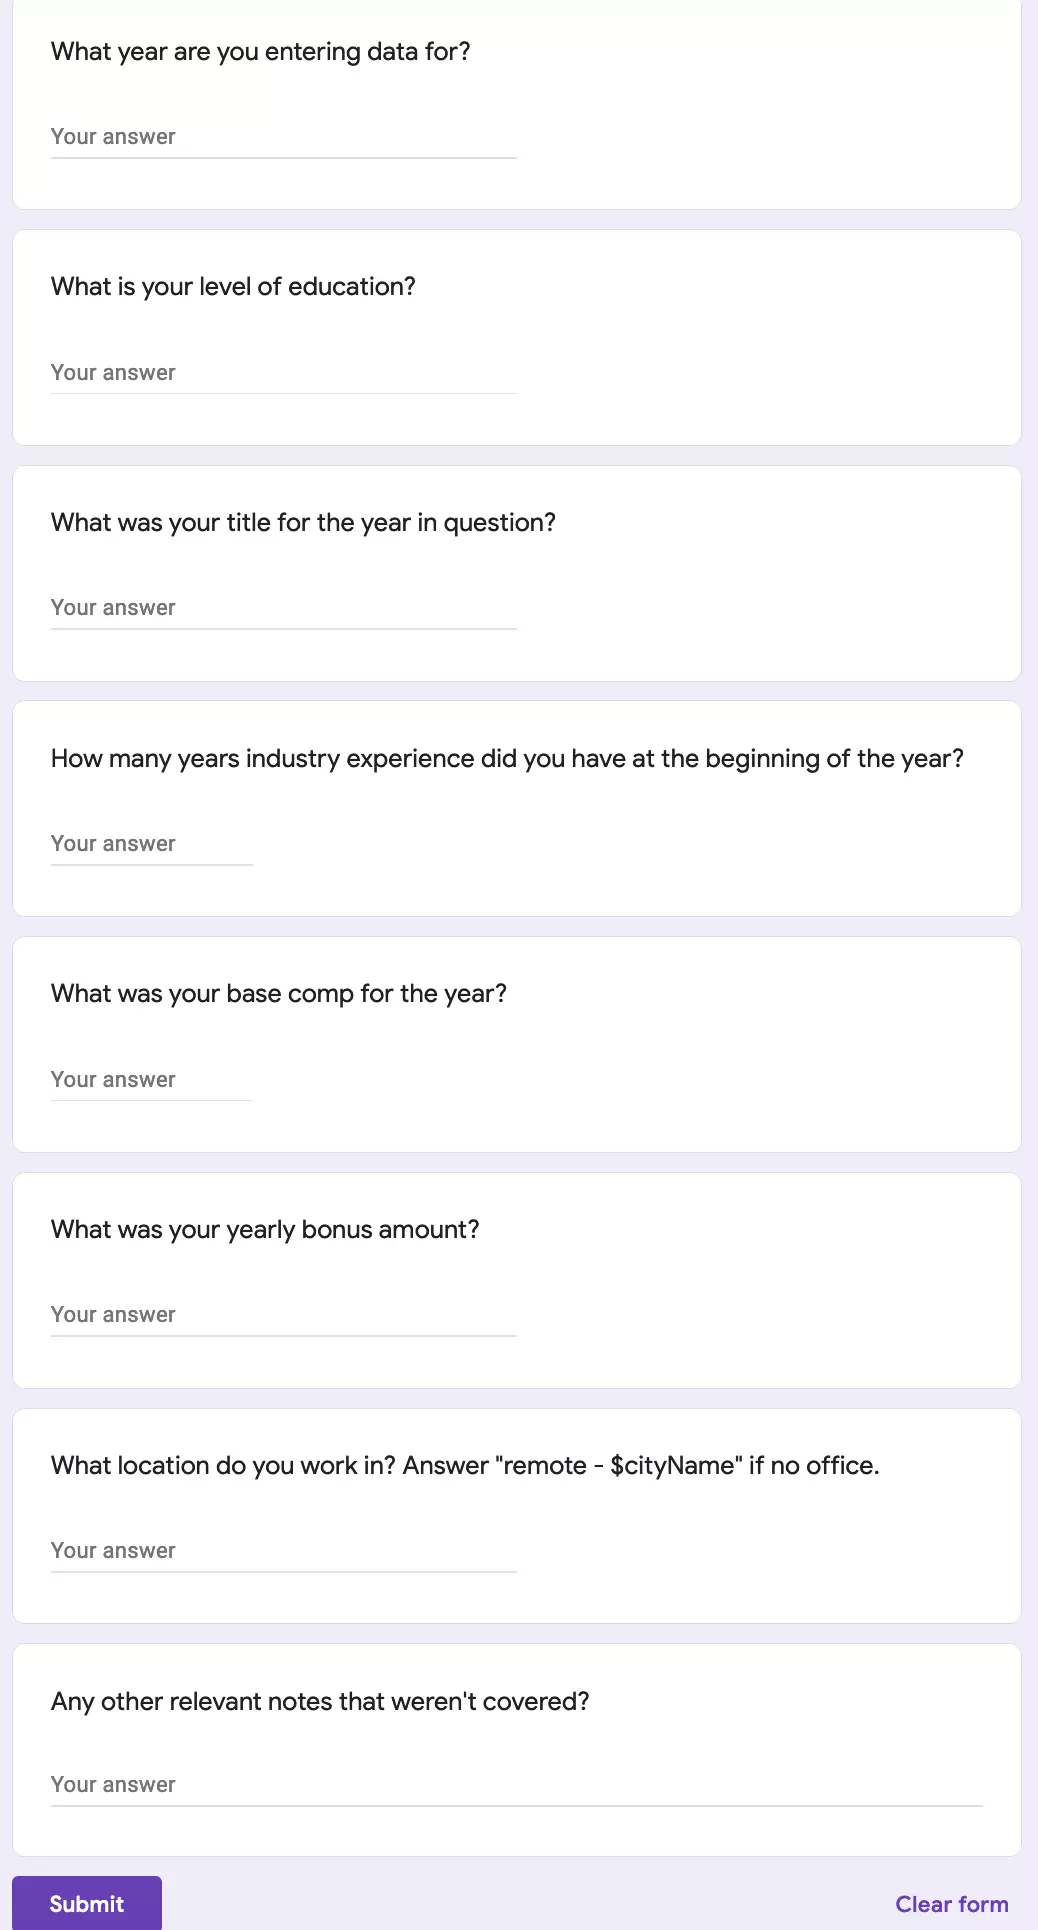 What year are you entering data for?
Your answer
What is your level of education?
Your answer
What was your title for the year in question?
Your answer
How many years industry experience did you have at the beginning of the year?
Your answer
What was your base comp for the year?
Your answer
What was your yearly bonus amount?
Your answer
What location do you work in? Answer "remote - $cityName" if no office.
Your answer
Any other relevant notes that weren't covered?
Your answer
Submit
Clear form